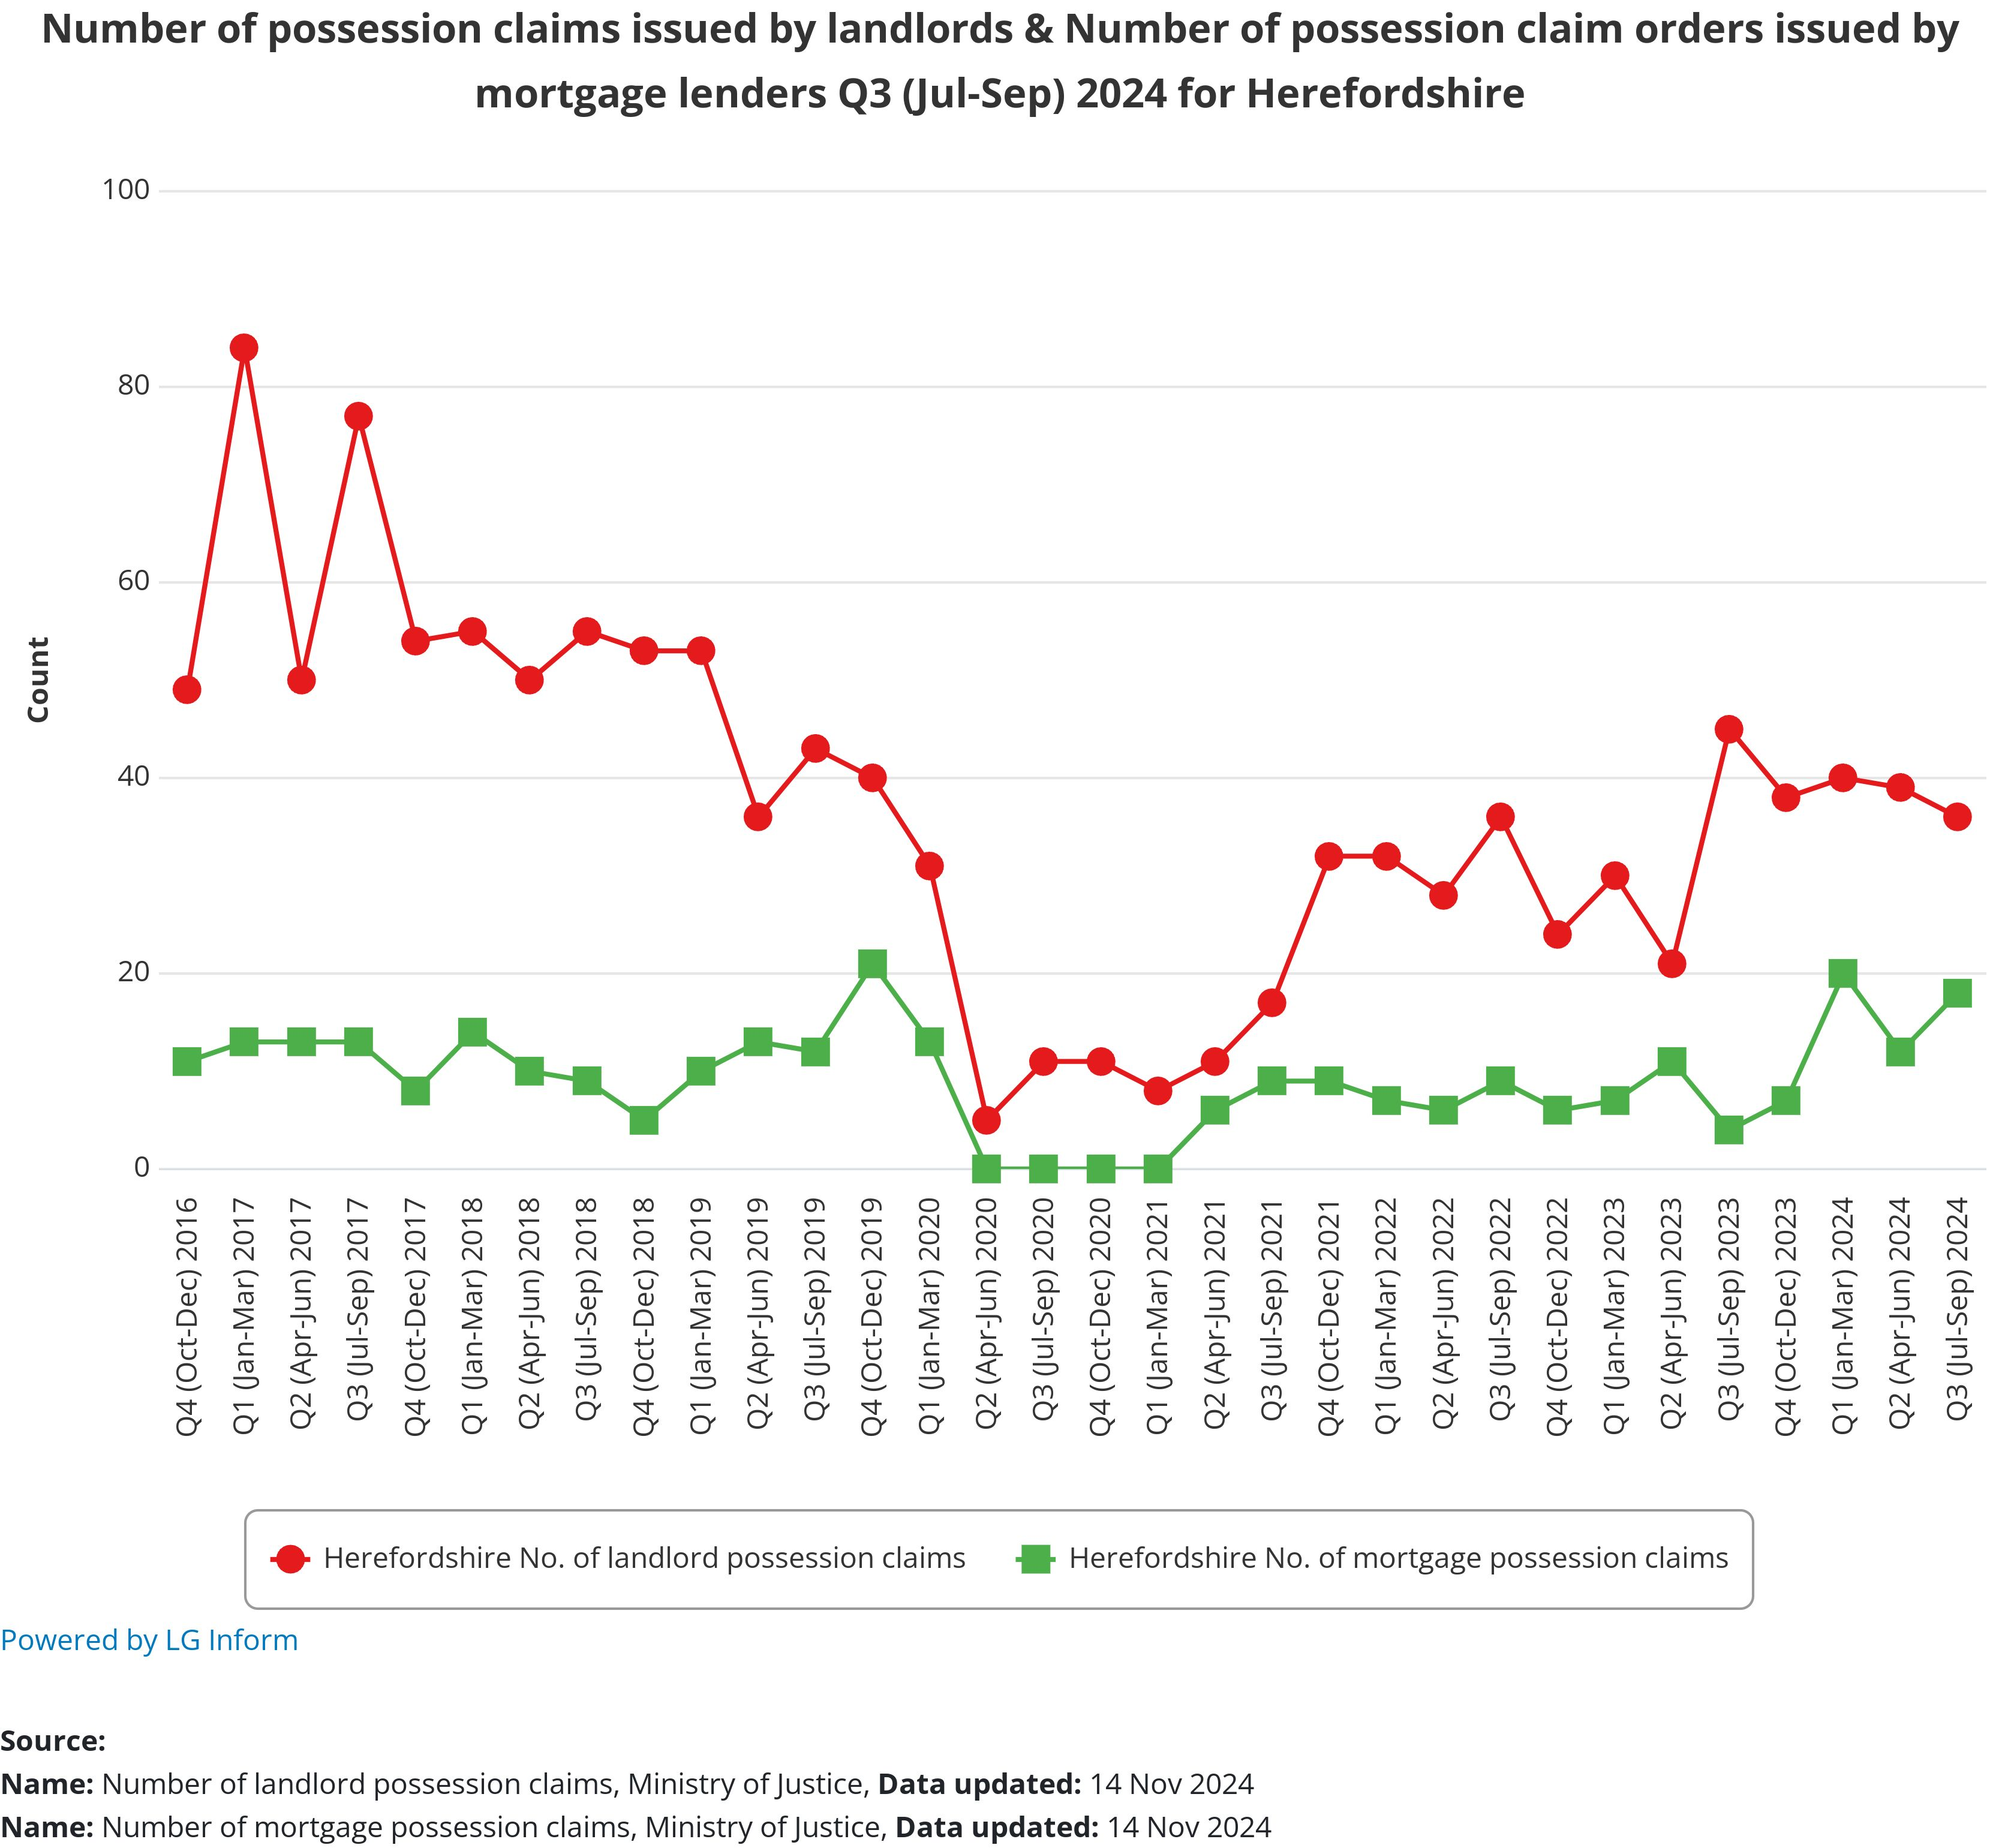 Number of possession claims issued by landlords & Number of possession claim orders issued by
mortgage lenders Q3 (Jul-Sep) 2024 for Herefordshire
100
80
60
40
20
0
Count
Q4 (Oct-Dec) 2016
Q1 (Jan-Mar) 2017
Q2 (Apr-Jun) 2017
Q3 (Jul-Sep) 2017
Q4 (Oct-Dec) 2017
Q1 (Jan-Mar) 2018
Q2 (Apr-Jun) 2018
Q3 (Jul-Sep) 2018
Q4 (Oct-Dec) 2018
Q1 (Jan-Mar) 2019
Q2 (Apr-Jun) 2019
Q3 (Jul-Sep) 2019
Q4 (Oct-Dec) 2019
Q1 (Jan-Mar) 2020
Q2 (Apr-Jun) 2020
Q3 (Jul-Sep) 2020
Q4 (Oct-Dec) 2020
Q1 (Jan-Mar) 2021
Q2 (Apr-Jun) 2021
Q3 (Jul-Sep) 2021
Q4 (Oct-Dec) 2021
Q1 (Jan-Mar) 2022
Q2 (Apr-Jun) 2022
Q3 (Jul-Sep) 2022
Q4 (Oct-Dec) 2022
Q1 (Jan-Mar) 2023
Q2 (Apr-Jun) 2023
Q3 (Jul-Sep) 2023
Q4 (Oct-Dec) 2023
Q1 (Jan-Mar) 2024
Q2 (Apr-Jun) 2024
Q3 (Jul-Sep) 2024
Herefordshire No. of landlord possession claims
Herefordshire No. of mortgage possession claims
Powered by LG Inform
Source:
Name: Number of landlord possession claims, Ministry of Justice, Data updated: 14 Nov 2024
Name: Number of mortgage possession claims, Ministry of Justice, Data updated: 14 Nov 2024